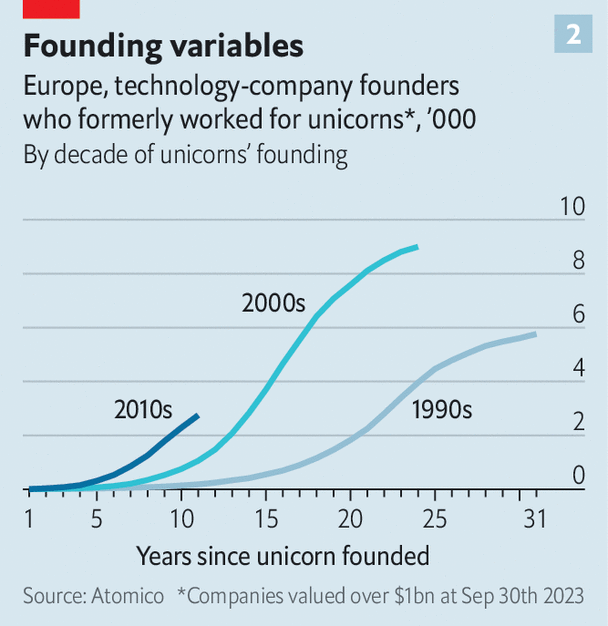 2
Founding variables
Europe, technology-company founders
who formerly worked for unicorns*, ’000
By decade of unicorns’ founding
10
8
6
4
2
0
2000s
2010s
1990s
1 5 10 15 20 25 31
Years since unicorn founded
Source: Atomico *Companies valued over $1bn at Sep 30th 2023